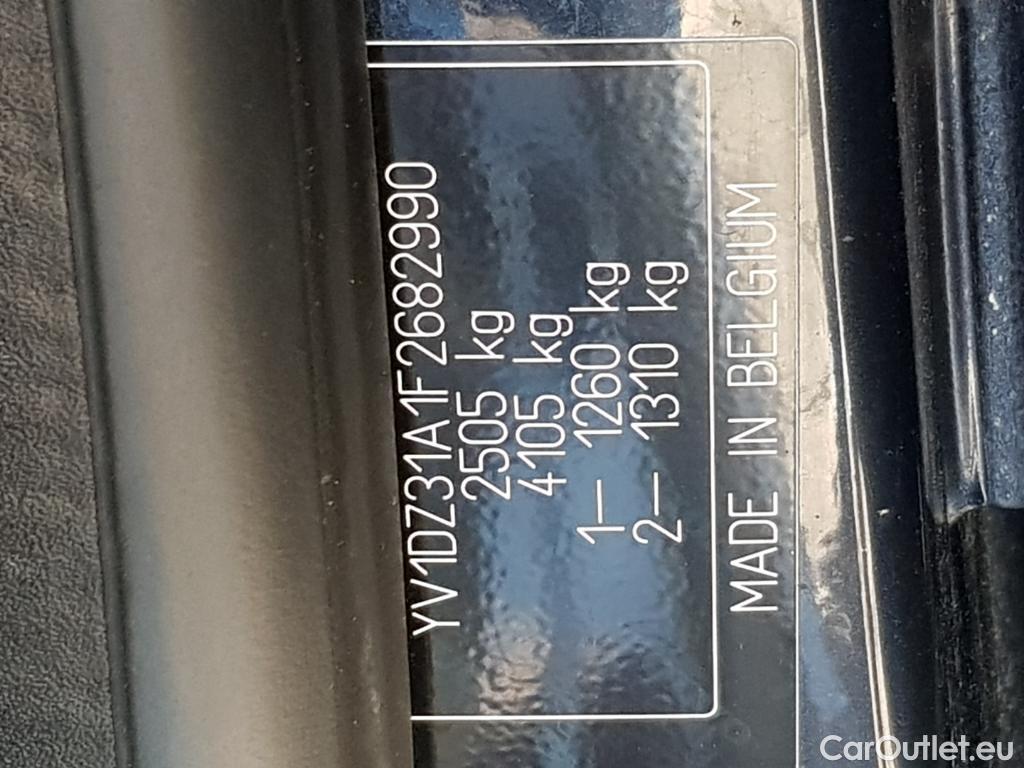 YV1DZ31A1F2682990
2505 kg
4105 kg
1– 1260 kg
2– 1310 kg
MADE IN BELGIUM
CarOutlet.eu